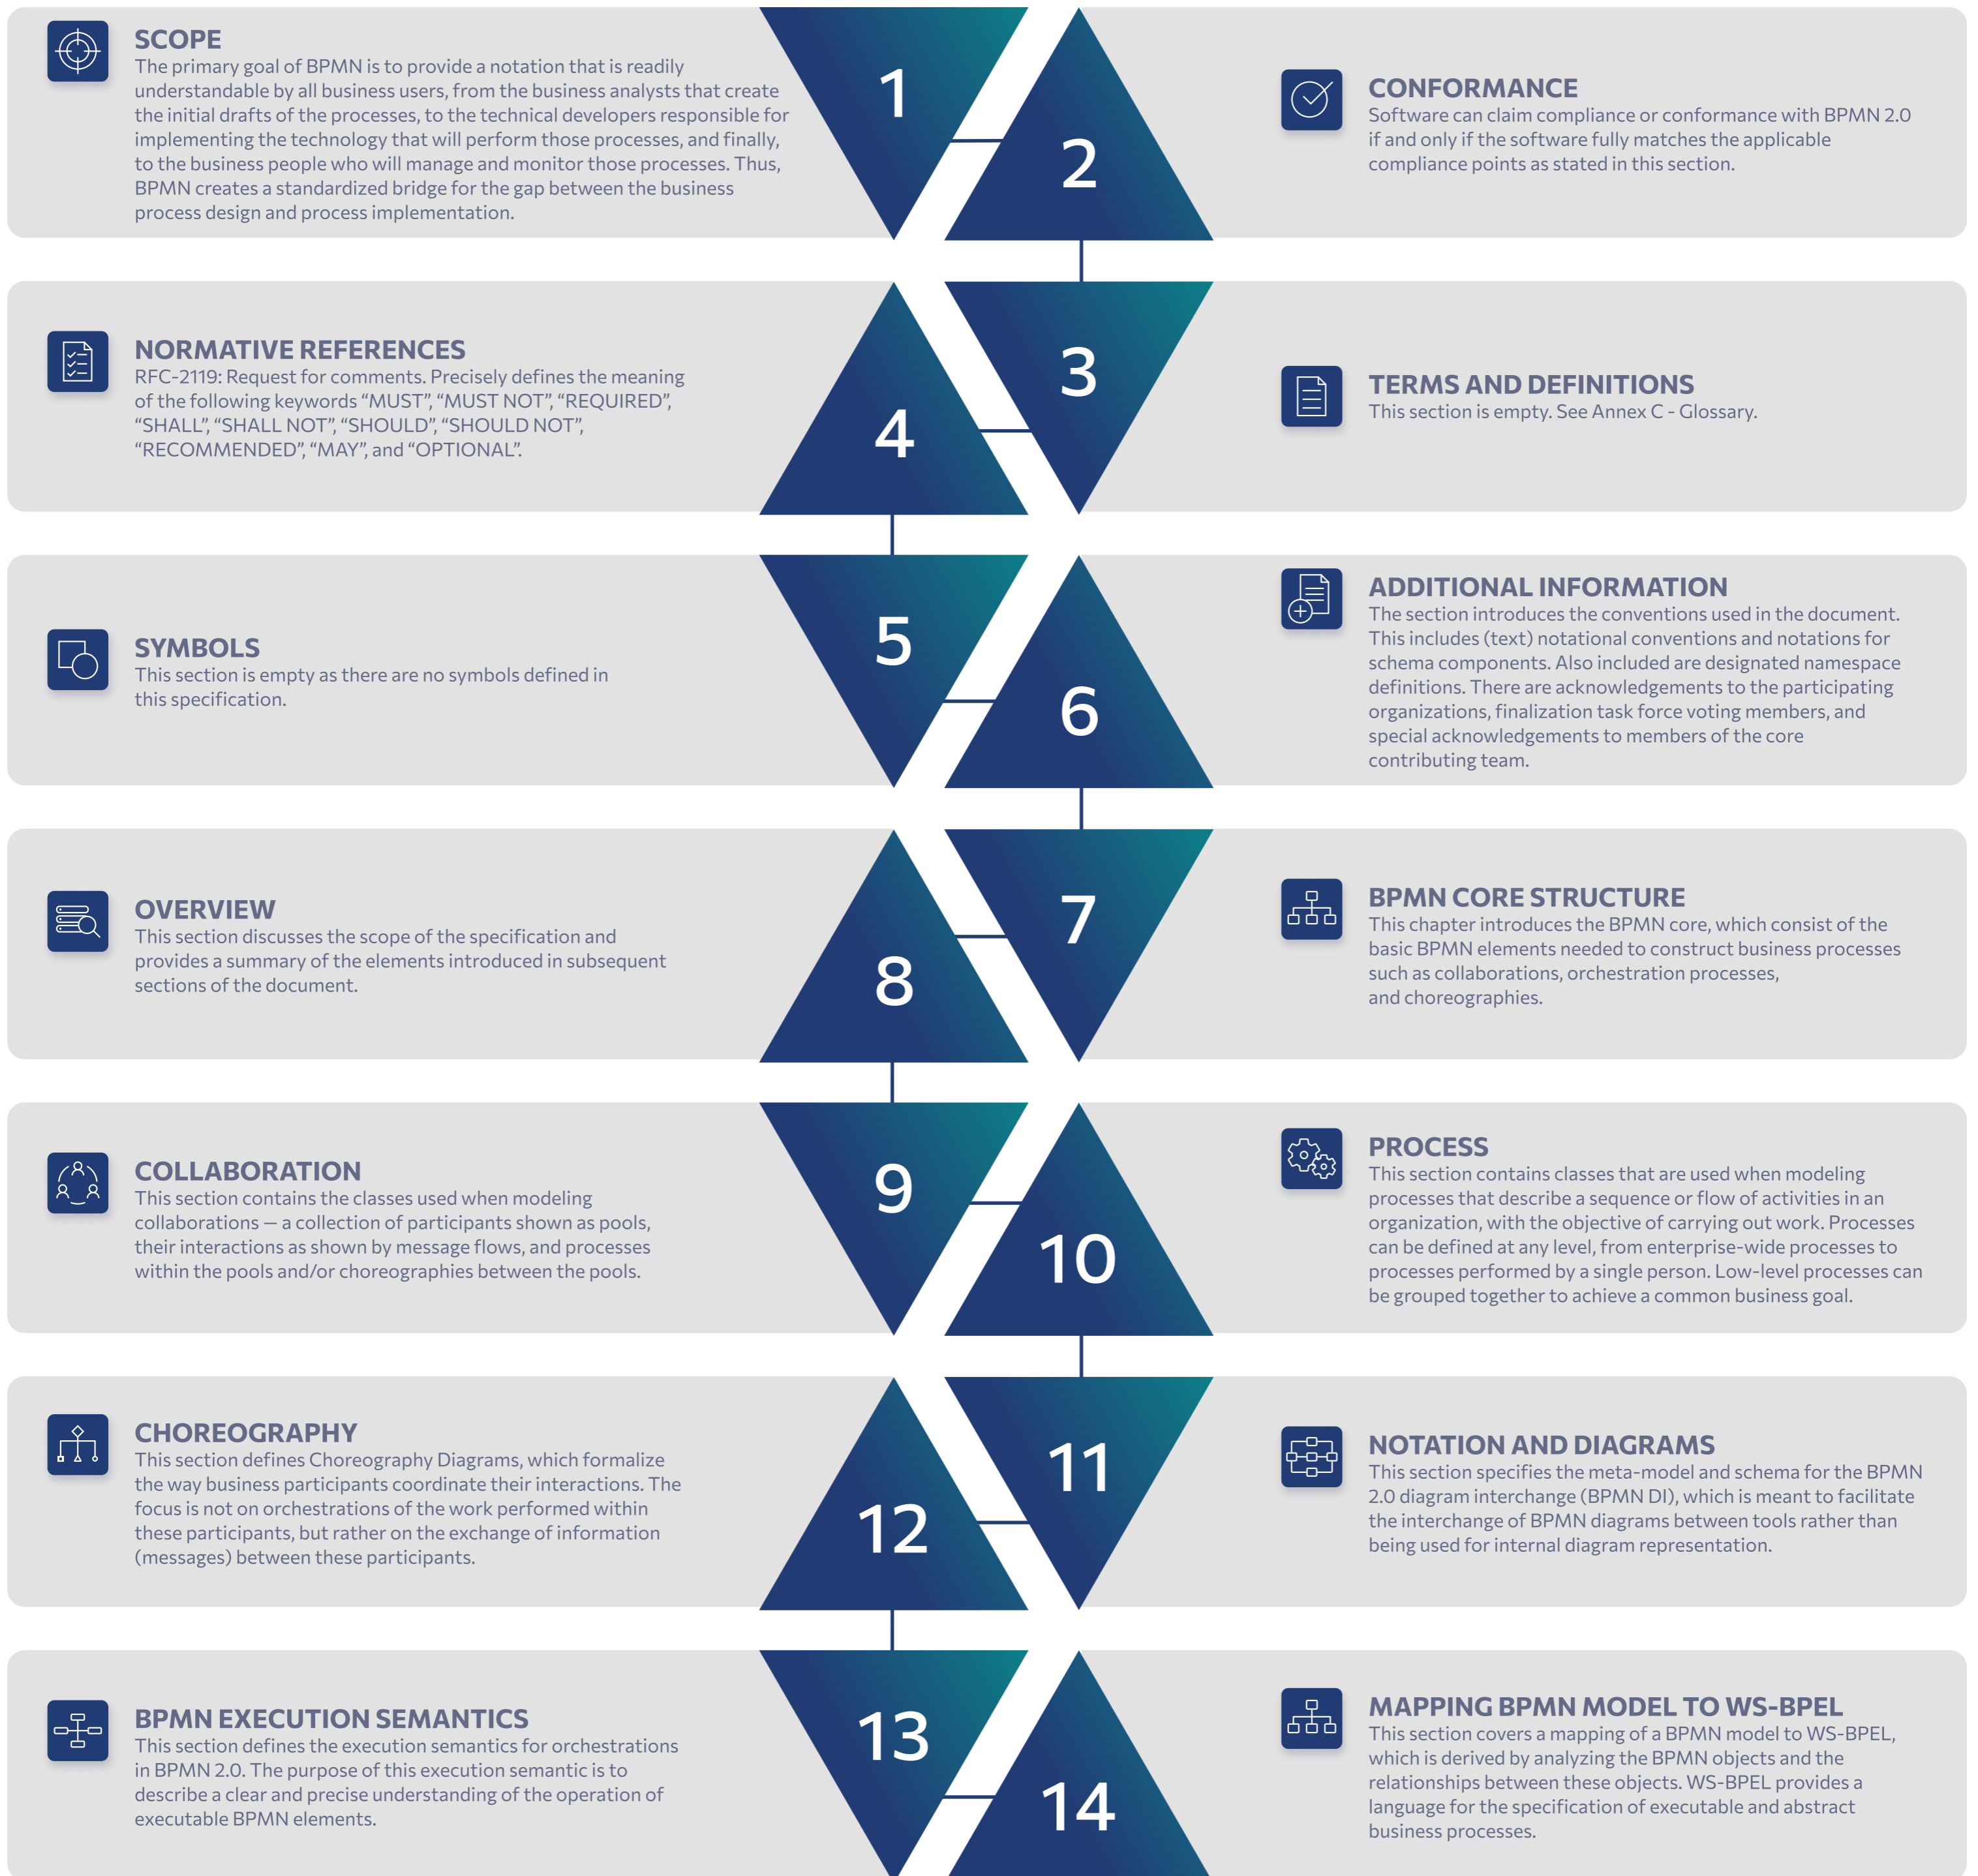 SCOPE
The primary goal of BPMN is to provide a notation that is readily
understandable by all business users, from the business analysts that create
the initial drafts of the processes, to the technical developers responsible for
implementing the technology that will perform those processes, and finally,
to the business people who will manage and monitor those processes. Thus,
BPMN creates a standardized bridge for the gap between the business
process design and process implementation.
1
2
CONFORMANCE
Software can claim compliance or conformance with BPMN 2.0
if and only if the software fully matches the applicable
compliance points as stated in this section.
3
TERMS AND DEFINITIONS
This section is empty. See Annex C - Glossary.
NORMATIVE REFERENCES
RFC-2119: Request for comments. Precisely defines the meaning
of the following keywords “MUST”, “MUST NOT”, “REQUIRED”,
“SHALL”, “SHALL NOT”, “SHOULD”, “SHOULD NOT”,
“RECOMMENDED”, “MAY”, and “OPTIONAL”.
4
SYMBOLS
This section is empty as there are no symbols defined in
this specification.
5
6
ADDITIONAL INFORMATION
The section introduces the conventions used in the document.
This includes (text) notational conventions and notations for
schema components. Also included are designated namespace
definitions. There are acknowledgements to the participating
organizations, finalization task force voting members, and
special acknowledgements to members of the core
contributing team.
7
BPMN CORE STRUCTURE
This chapter introduces the BPMN core, which consist of the
basic BPMN elements needed to construct business processes
such as collaborations, orchestration processes,
and choreographies.
OVERVIEW
This section discusses the scope of the specification and
provides a summary of the elements introduced in subsequent
sections of the document.
8
COLLABORATION
This section contains the classes used when modeling
collaborations — a collection of participants shown as pools,
their interactions as shown by message flows, and processes
within the pools and/or choreographies between the pools.
9
10
PROCESS
This section contains classes that are used when modeling
processes that describe a sequence or flow of activities in an
organization, with the objective of carrying out work. Processes
can be defined at any level, from enterprise-wide processes to
processes performed by a single person. Low-level processes can
be grouped together to achieve a common business goal.
11
NOTATION AND DIAGRAMS
This section specifies the meta-model and schema for the BPMN
2.0 diagram interchange (BPMN DI), which is meant to facilitate
the interchange of BPMN diagrams between tools rather than
being used for internal diagram representation.
CHOREOGRAPHY
This section defines Choreography Diagrams, which formalize
the way business participants coordinate their interactions. The
focus is not on orchestrations of the work performed within
these participants, but rather on the exchange of information
(messages) between these participants.
12
BPMN EXECUTION SEMANTICS
This section defines the execution semantics for orchestrations
in BPMN 2.0. The purpose of this execution semantic is to
describe a clear and precise understanding of the operation of
executable BPMN elements.
13
14
MAPPING BPMN MODEL TO WS-BPEL
This section covers a mapping of a BPMN model to WS-BPEL,
which is derived by analyzing the BPMN objects and the
relationships between these objects. WS-BPEL provides a
language for the specification of executable and abstract
business processes.